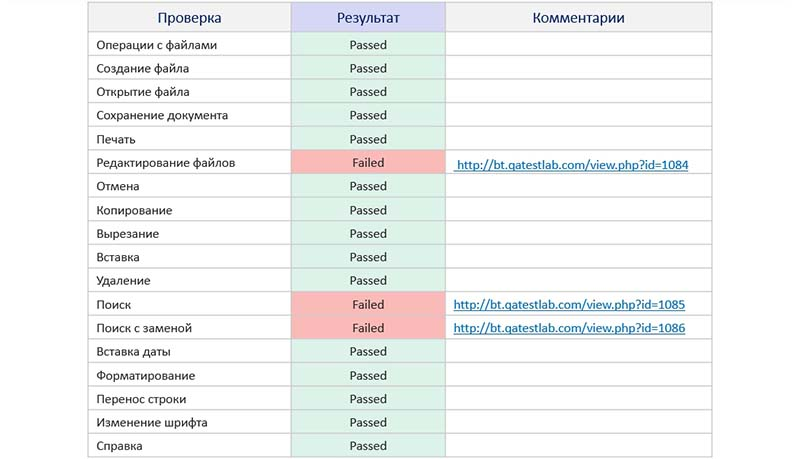 Проверка Результат Комментарии
Операции с файлами Passed
Создание файла Passed
Открытие файла Passed
Сохранение документа Passed
Печать Passed
Редактирование файлов Failed http://bt.qatestlab.com/view.php?id=1084
Отмена Passed
Копирование Passed
Вырезание Passed
Вставка Passed
Удаление Passed
Поиск Failed http://bt.qatestlab.com/view.php?id=1085
Поиск с заменой Failed http://bt.qatestlab.com/view.php?id=1086
Вставка даты Passed
Форматирование Passed
Перенос строки Passed
Изменение шрифта Passed
Справка Passed